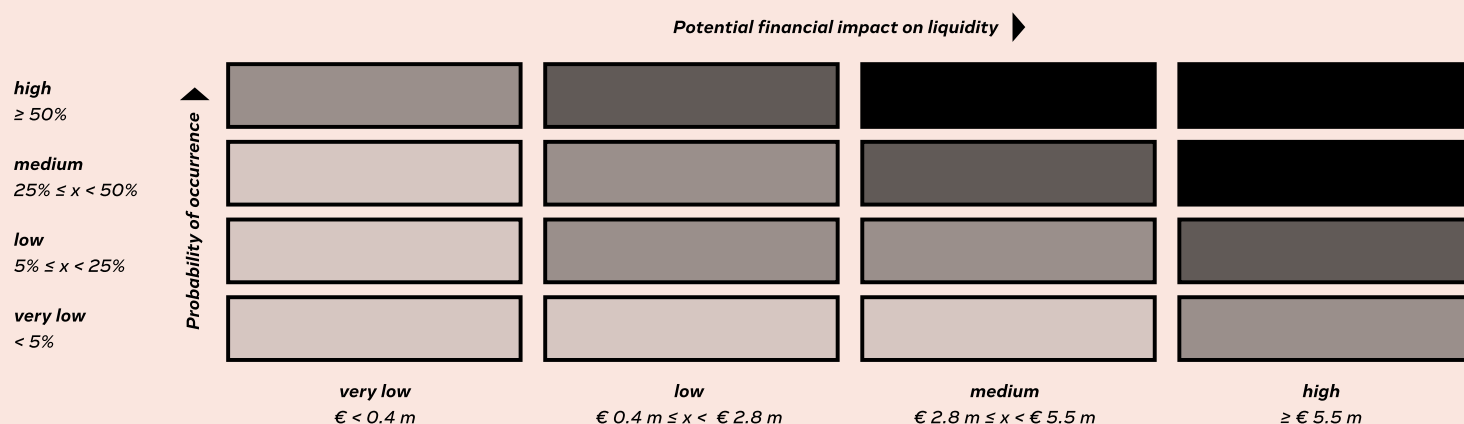 Potential financial impact on liquidity
high
≥ 50%
medium
25% ≤ x < 50%
low
5% ≤ x < 25%
very low
< 5%
Probability of occurrence
very low
€ < 0.4 m
low
€ 0.4 m ≤ x < € 2.8 m
medium
€ 2.8 m ≤ x < € 5.5 m
high
≥ € 5.5 m